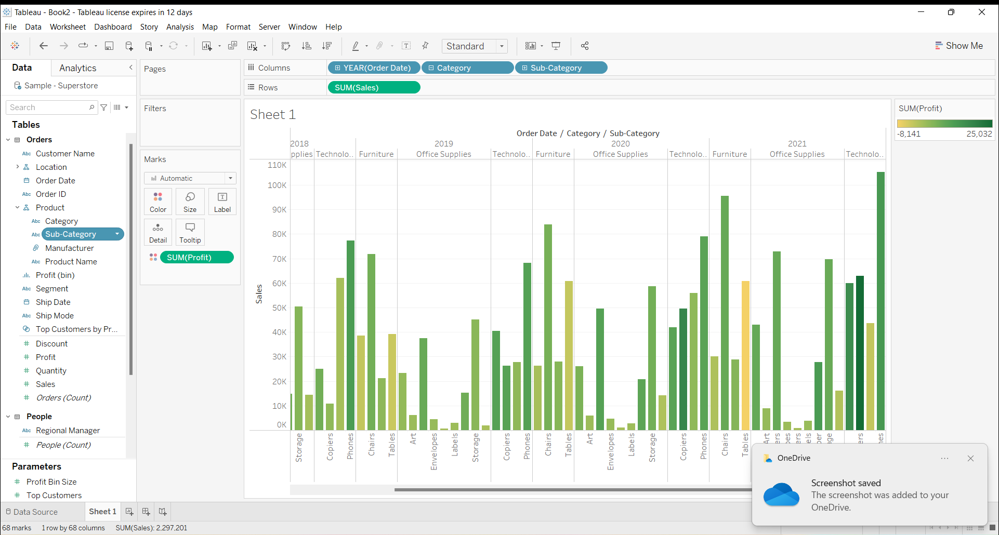 Tableau - Book2 - Tableau license expires in 12 days
File Data Worksheet Dashboard Story Analysis Map Format Server Window Help
Standard
Show Me
Data Analytics
Sample - Superstore
Search
Tables
Orders
Abc Customer Name
Location
Order Date
Abc Order ID
Product
Abc Category
Abc Sub-Category
Manufacturer
Abc Product Name
Profit (bin)
Abc Segment
Ship Date
Abc Ship Mode
Top Customers by Pr...
# Discount
# Profit
# Quantity
# Sales
# Orders (Count)
People
Abc Regional Manager
# People (Count)
Parameters
# Profit Bin Size
# Top Customers
Pages
Filters
Marks
Automatic
Color Size T Label
Detail Tooltip
SUM(Profit)
Columns YEAR(Order Date) Category Sub-Category
Rows SUM(Sales)
Sheet 1
Order Date / Category / Sub-Category
2018 2019 2020 2021
pplies Technolo.. Furniture Office Supplies Technolo.. Furniture Office Supplies Technolo.. Furniture Office Supplies Technolo..
110K
100K
90K
80K
70K
60K
50K
40K
30K
20K
10K
0K
Sales
Storage Copiers Phones Chairs Tables Art Envelopes Labels Storage Copiers Phones Chairs Tables Art Envelopes Labels Storage Copiers Phones Chairs Tables Art ers pes ers els per age ers nes
SUM(Profit)
-8,141 25,032
OneDrive
Screenshot saved
The screenshot was added to your
OneDrive.
Data Source Sheet 1
68 marks 1 row by 68 columns SUM(Sales): 2,297,201